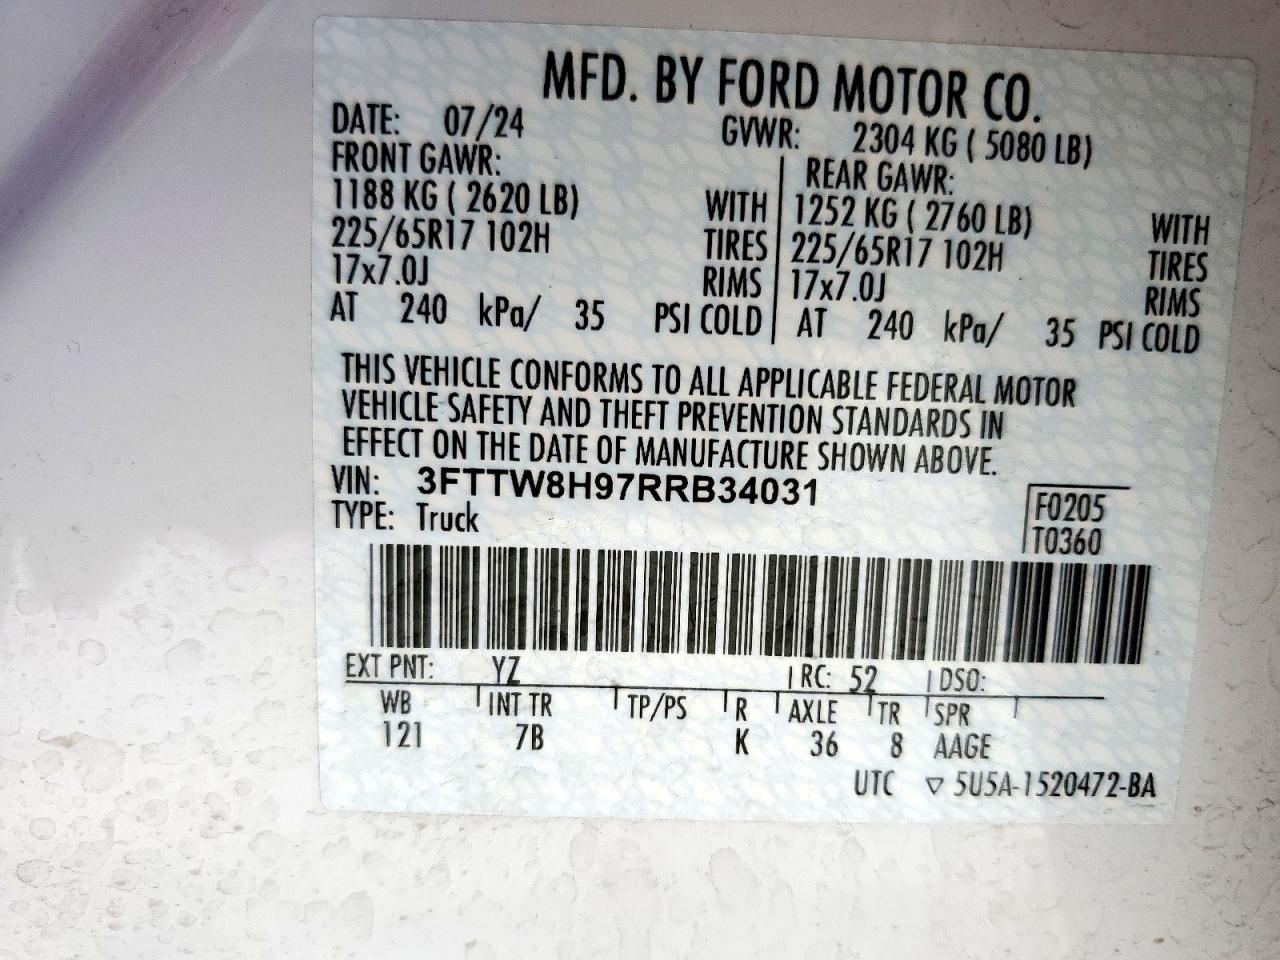 MFD. BY FORD MOTOR CO.
DATE: 07/24 GVWR: 2304 KG ( 5080 LB)
FRONT GAWR: REAR GAWR:
1188 KG ( 2620 LB) WITH 1252 KG ( 2760 LB) WITH
225/65R17 102H TIRES 225/65R17 102H TIRES
17x7.0J RIMS 17x7.0J RIMS
AT 240 kPa/ 35 PSI COLD AT 240 kPa/ 35 PSI COLD
THIS VEHICLE CONFORMS TO ALL APPLICABLE FEDERAL MOTOR
VEHICLE SAFETY AND THEFT PREVENTION STANDARDS IN
EFFECT ON THE DATE OF MANUFACTURE SHOWN ABOVE.
VIN: 3FTTW8H97RRB34031
TYPE: Truck
F0205
T0360
EXT PNT: YZ RC: 52 DSO:
WB INT TR TP/PS R AXLE TR SPR
121 7B K 36 8 AAGE
UTC ▽ 5U5A-1520472-BA